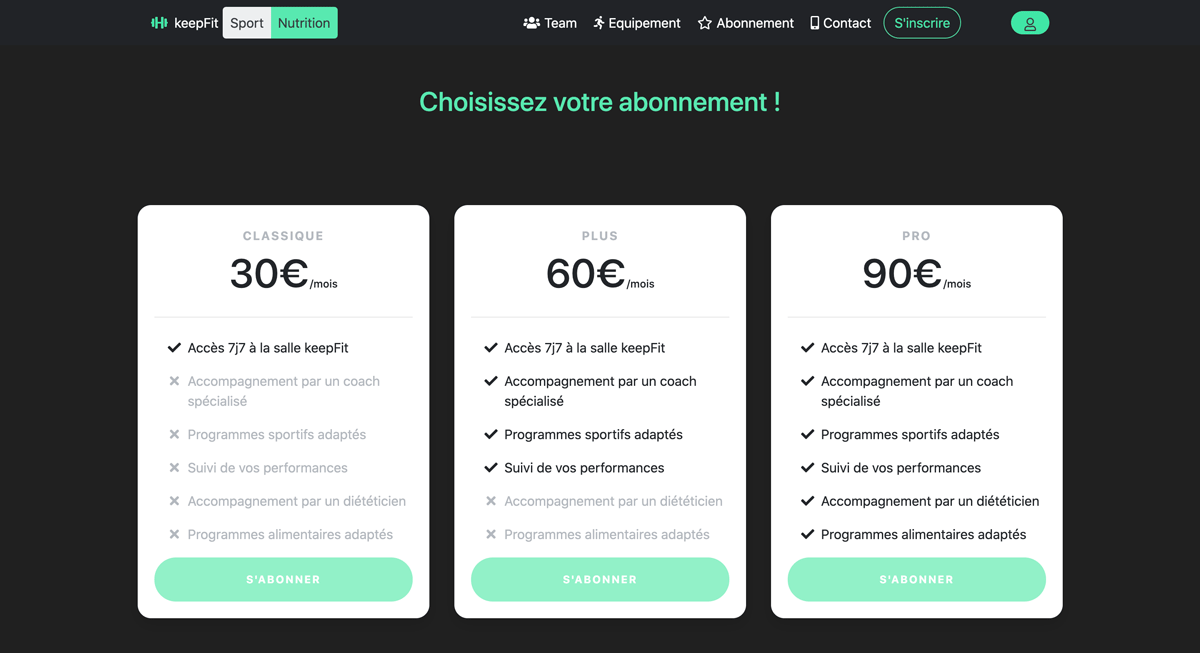 keepFit Sport Nutrition Team Equipement Abonnement Contact S'inscrire
Choisissez votre abonnement !
CLASSIQUE
30€/mois
Accès 7j7 à la salle keepFit
Accompagnement par un coach
spécialisé
Programmes sportifs adaptés
Suivi de vos performances
Accompagnement par un diététicien
Programmes alimentaires adaptés
S'ABONNER
PLUS
60€/mois
Accès 7j7 à la salle keepFit
Accompagnement par un coach
spécialisé
Programmes sportifs adaptés
Suivi de vos performances
Accompagnement par un diététicien
Programmes alimentaires adaptés
S'ABONNER
PRO
90€/mois
Accès 7j7 à la salle keepFit
Accompagnement par un coach
spécialisé
Programmes sportifs adaptés
Suivi de vos performances
Accompagnement par un diététicien
Programmes alimentaires adaptés
S'ABONNER